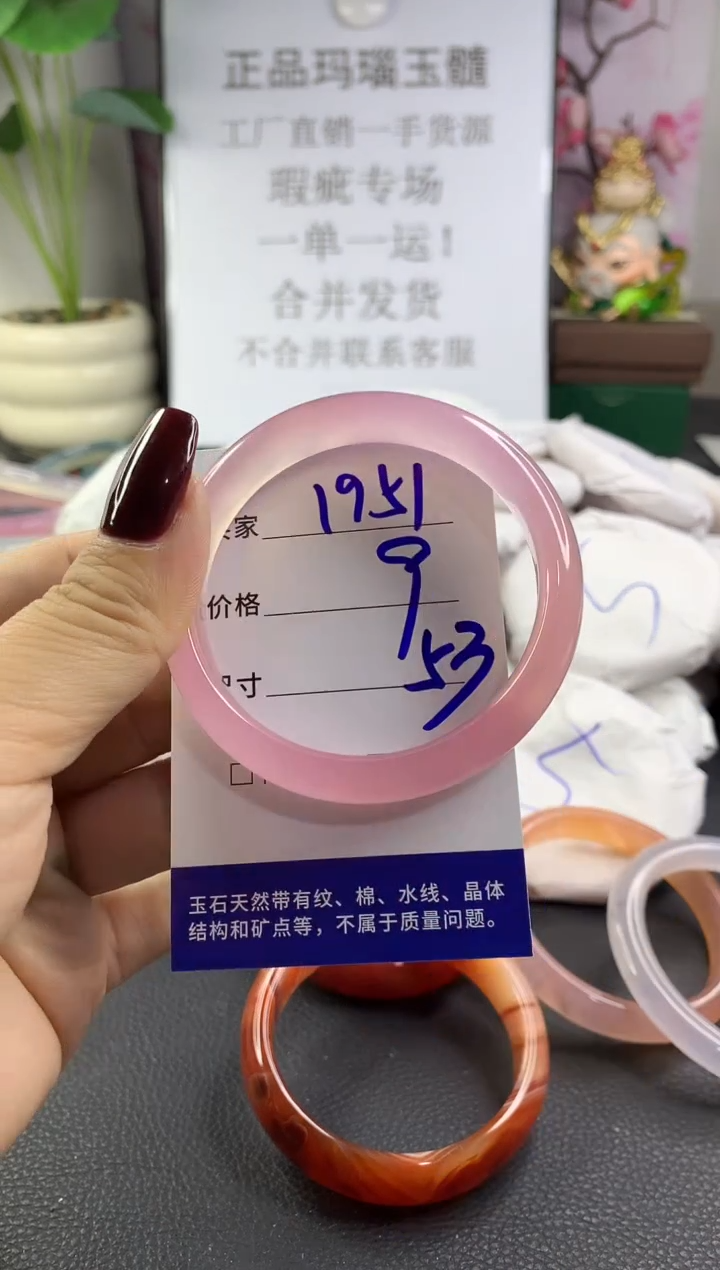 正品玛瑙玉髓
工厂直销一手货源
瑕疵专场
一单一运！
合并发货
不合并联系客服
家 1951
价格 9
寸 53
玉石天然带有纹、棉、水线、晶体
结构和矿点等，不属于质量问题。